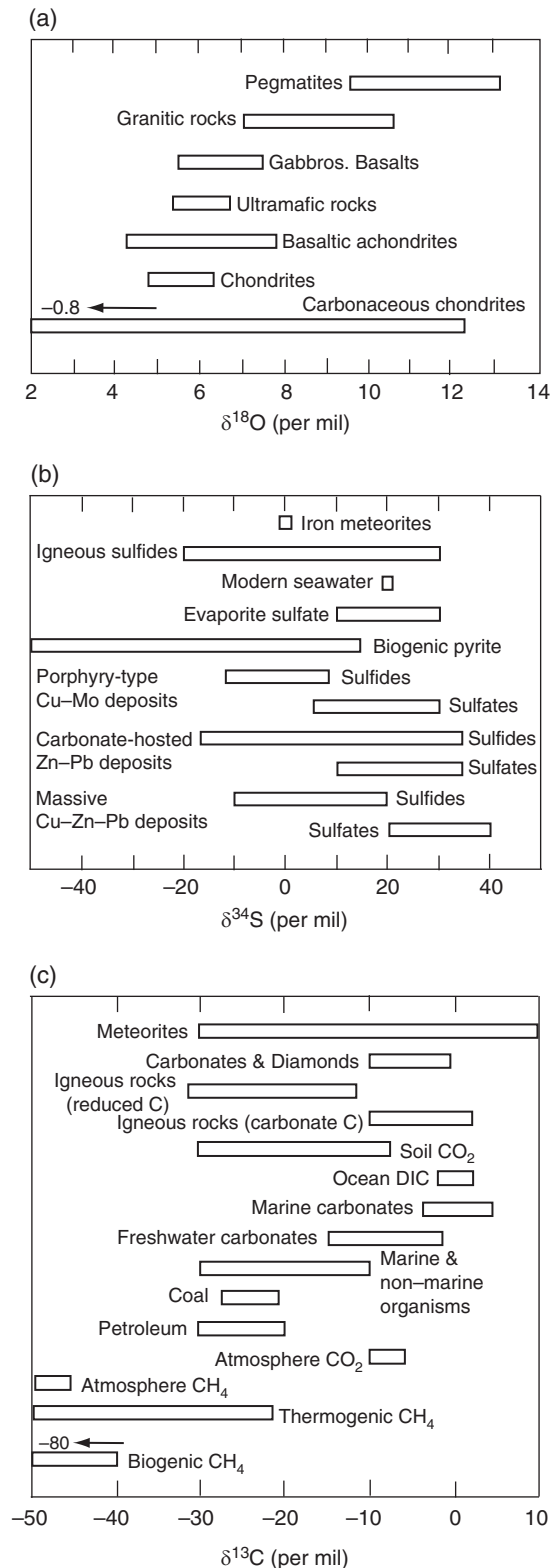 (a)
Pegmatites
Granitic rocks
Gabbros. Basalts
Ultramafic rocks
Basaltic achondrites
Chondrites
−0.8
Carbonaceous chondrites
2 4 6 8 10 12 14
δ¹⁸O (per mil)
(b)
Iron meteorites
Igneous sulfides
Modern seawater
Evaporite sulfate
Biogenic pyrite
Porphyry-type
Cu–Mo deposits
Sulfides
Sulfates
Carbonate-hosted
Zn–Pb deposits
Sulfides
Sulfates
Massive
Cu–Zn–Pb deposits
Sulfides
Sulfates
−40 −20 0 20 40
δ³⁴S (per mil)
(c)
Meteorites
Carbonates & Diamonds
Igneous rocks
(reduced C)
Igneous rocks (carbonate C)
Soil CO₂
Ocean DIC
Marine carbonates
Freshwater carbonates
Marine &
non–marine
organisms
Coal
Petroleum
Atmosphere CO₂
Atmosphere CH₄
Thermogenic CH₄
−80
Biogenic CH₄
−50 −40 −30 −20 −10 0 10
δ¹³C (per mil)